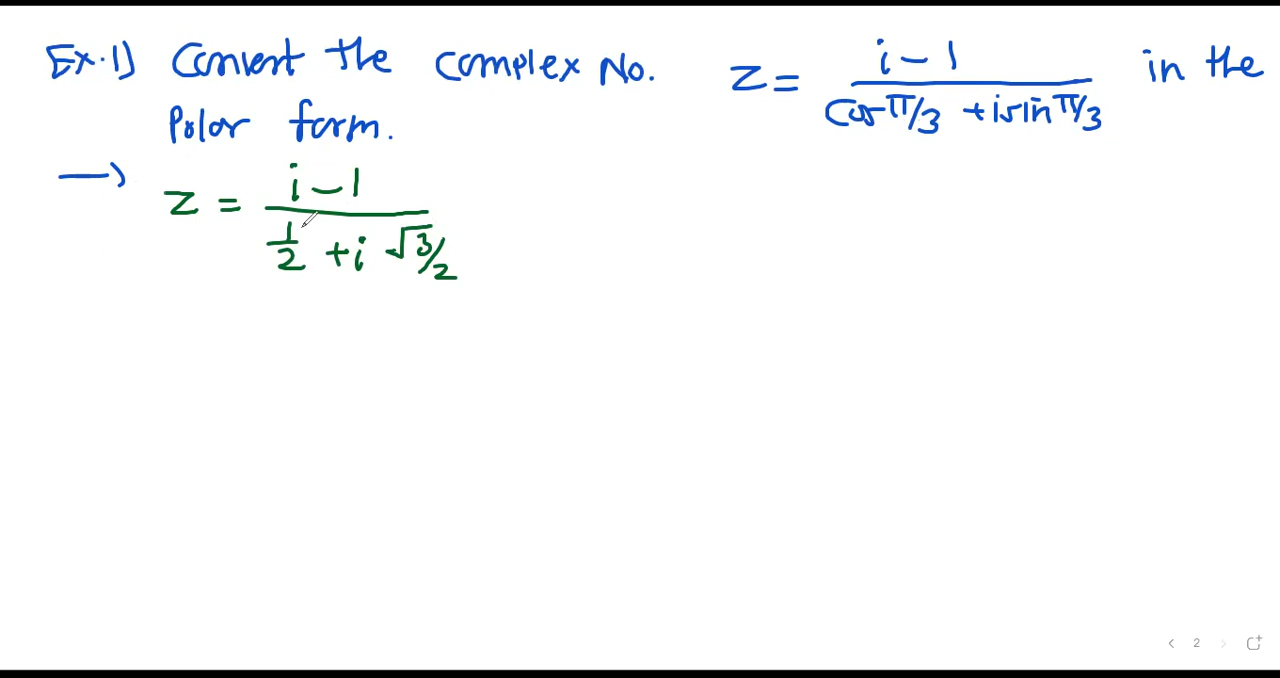 Ex.1) Convert the complex No. z = i - 1 / cos π/3 + i sin π/3 in the
Polar form.
→ z = i - 1 / 1/2 + i √3/2
2